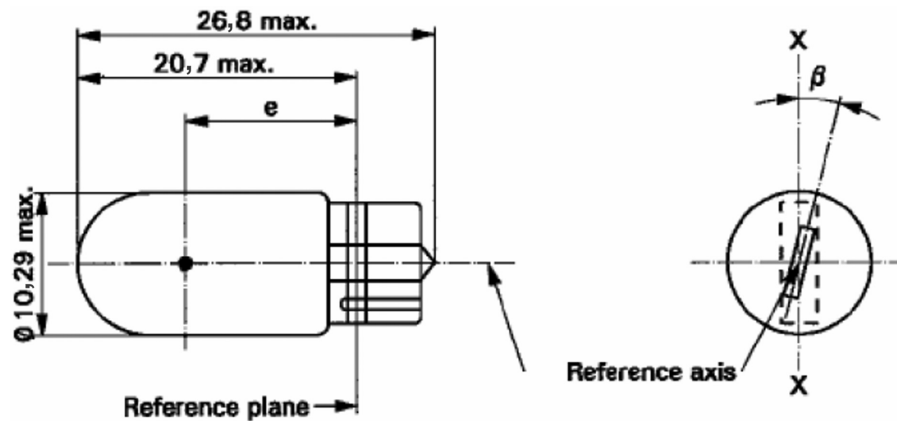 26,8 max.
20,7 max.
e
Ø 10,29 max.
Reference plane
X
β
Reference axis
X